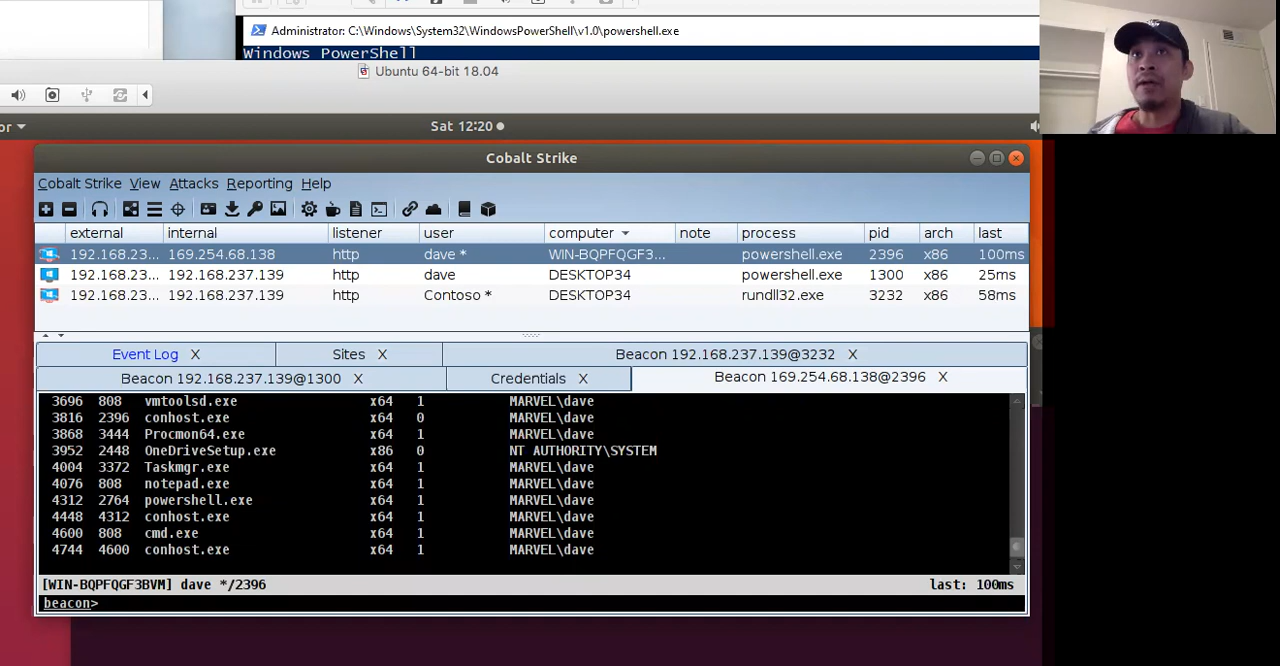 Administrator: C:\Windows\System32\WindowsPowerShell\v1.0\powershell.exe
Windows PowerShell
Ubuntu 64-bit 18.04
or Sat 12:20
Cobalt Strike
Cobalt Strike View Attacks Reporting Help
external internal listener user computer note process pid arch last
192.168.23... 169.254.68.138 http dave * WIN-BQPFQGF3... powershell.exe 2396 x86 100ms
192.168.23... 192.168.237.139 http dave DESKTOP34 powershell.exe 1300 x86 25ms
192.168.23... 192.168.237.139 http Contoso * DESKTOP34 rundll32.exe 3232 x86 58ms
Event Log X Sites X Beacon 192.168.237.139@3232 X
Beacon 192.168.237.139@1300 X Credentials X Beacon 169.254.68.138@2396 X
3696 808 vmtoolsd.exe x64 1 MARVEL\dave
3816 2396 conhost.exe x64 0 MARVEL\dave
3868 3444 Procmon64.exe x64 1 MARVEL\dave
3952 2448 OneDriveSetup.exe x86 0 NT AUTHORITY\SYSTEM
4004 3372 Taskmgr.exe x64 1 MARVEL\dave
4076 808 notepad.exe x64 1 MARVEL\dave
4312 2764 powershell.exe x64 1 MARVEL\dave
4448 4312 conhost.exe x64 1 MARVEL\dave
4600 808 cmd.exe x64 1 MARVEL\dave
4744 4600 conhost.exe x64 1 MARVEL\dave
[WIN-BQPFQGF3BVM] dave */2396 last: 100ms
beacon>